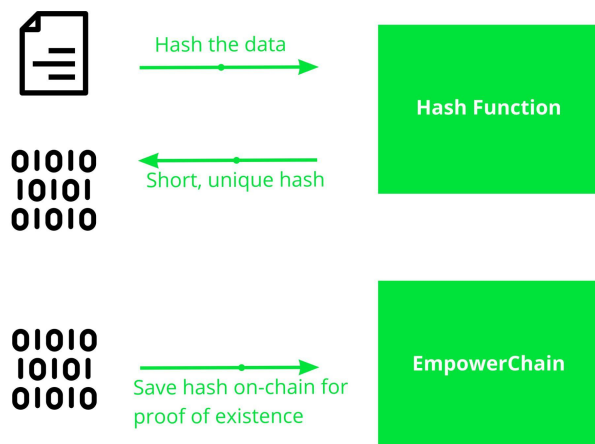 Hash the data
Hash Function
01010
10101
01010
Short, unique hash
01010
10101
01010
EmpowerChain
Save hash on-chain for
proof of existence